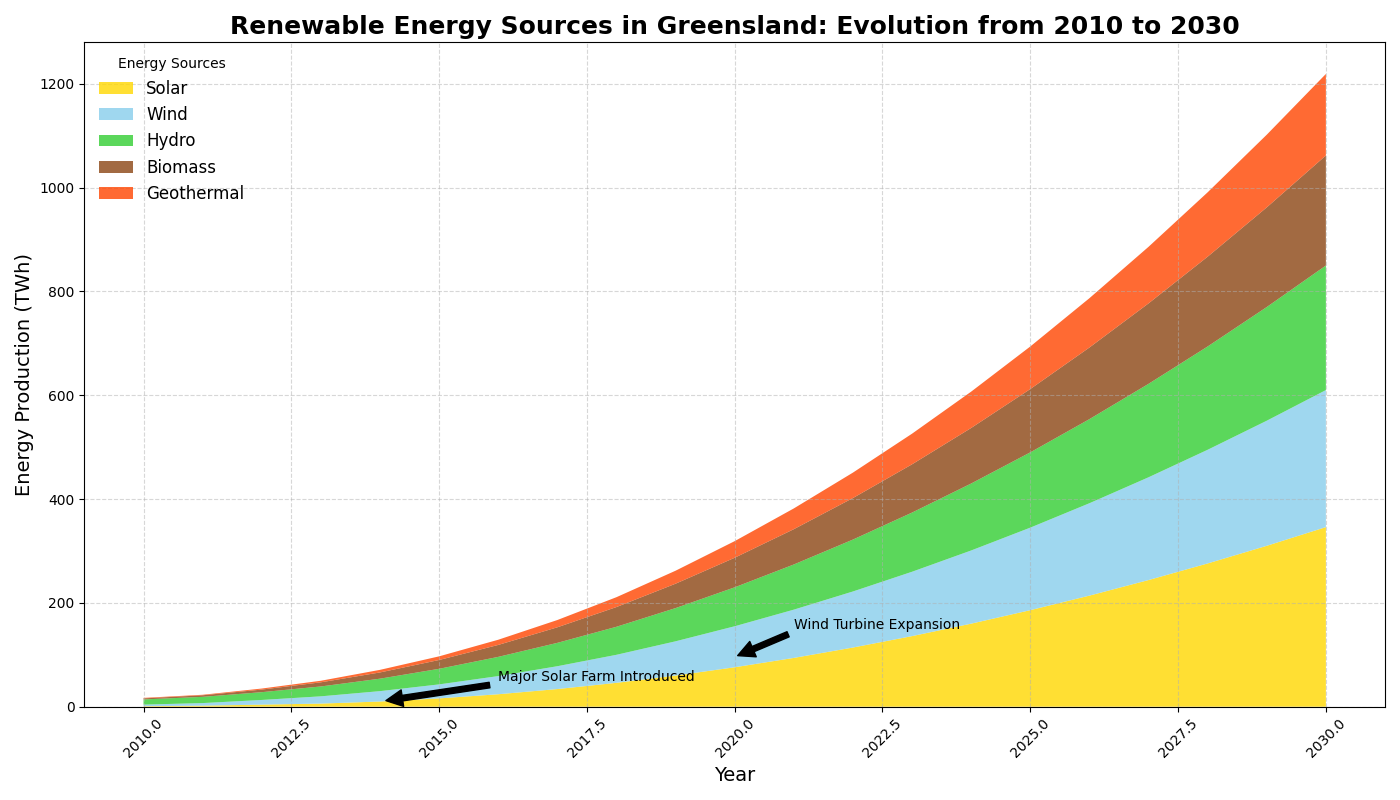 Renewable Energy Sources in Greensland: Evolution from 2010 to 2030
Energy Production (TWh)
1200
1000
800
600
400
200
0
Energy Sources
Solar
Wind
Hydro
Biomass
Geothermal
Wind Turbine Expansion
Major Solar Farm Introduced
2010.0
2012.5
2015.0
2017.5
2020.0
2022.5
2025.0
2027.5
2030.0
Year